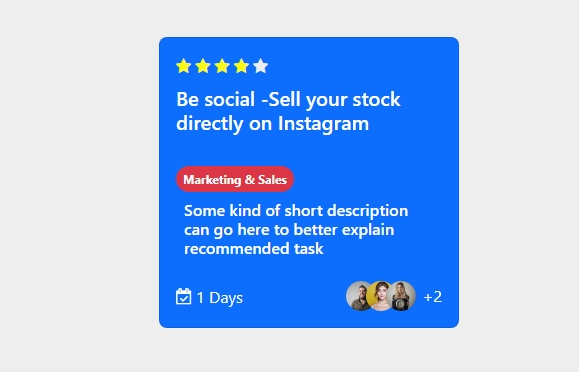 Be social -Sell your stock
directly on Instagram
Marketing & Sales
Some kind of short description
can go here to better explain
recommended task
1 Days
+2